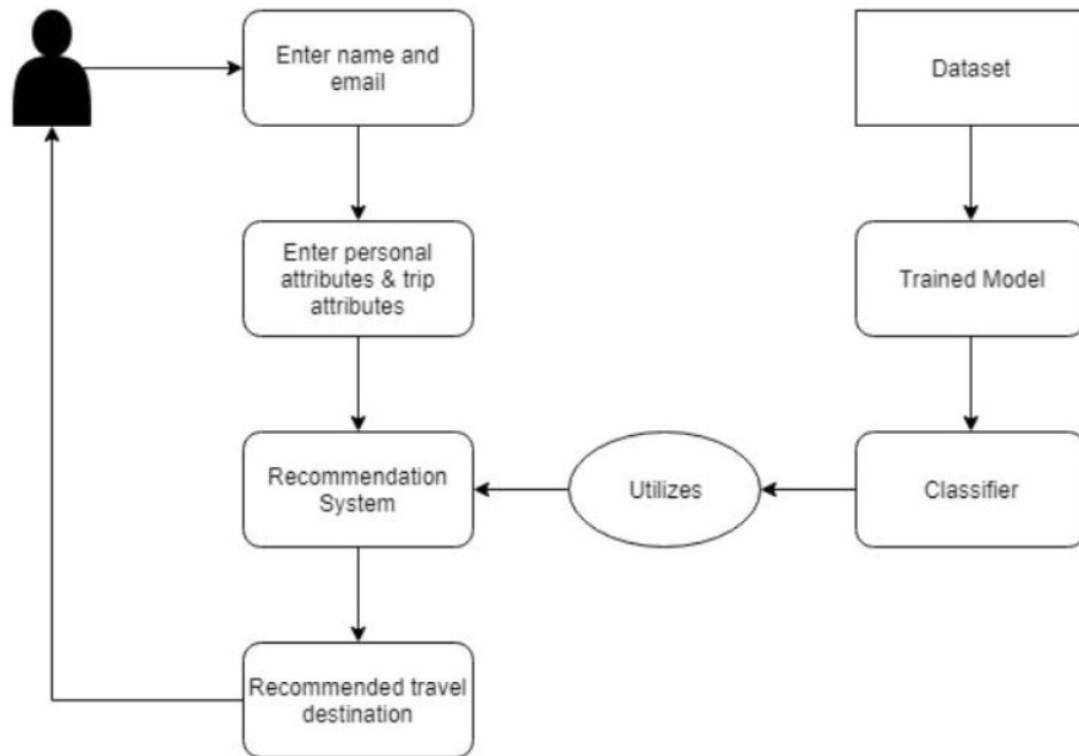 Enter name and
email
Dataset
Enter personal
attributes & trip
attributes
Trained Model
Recommendation
System
Utilizes
Classifier
Recommended travel
destination